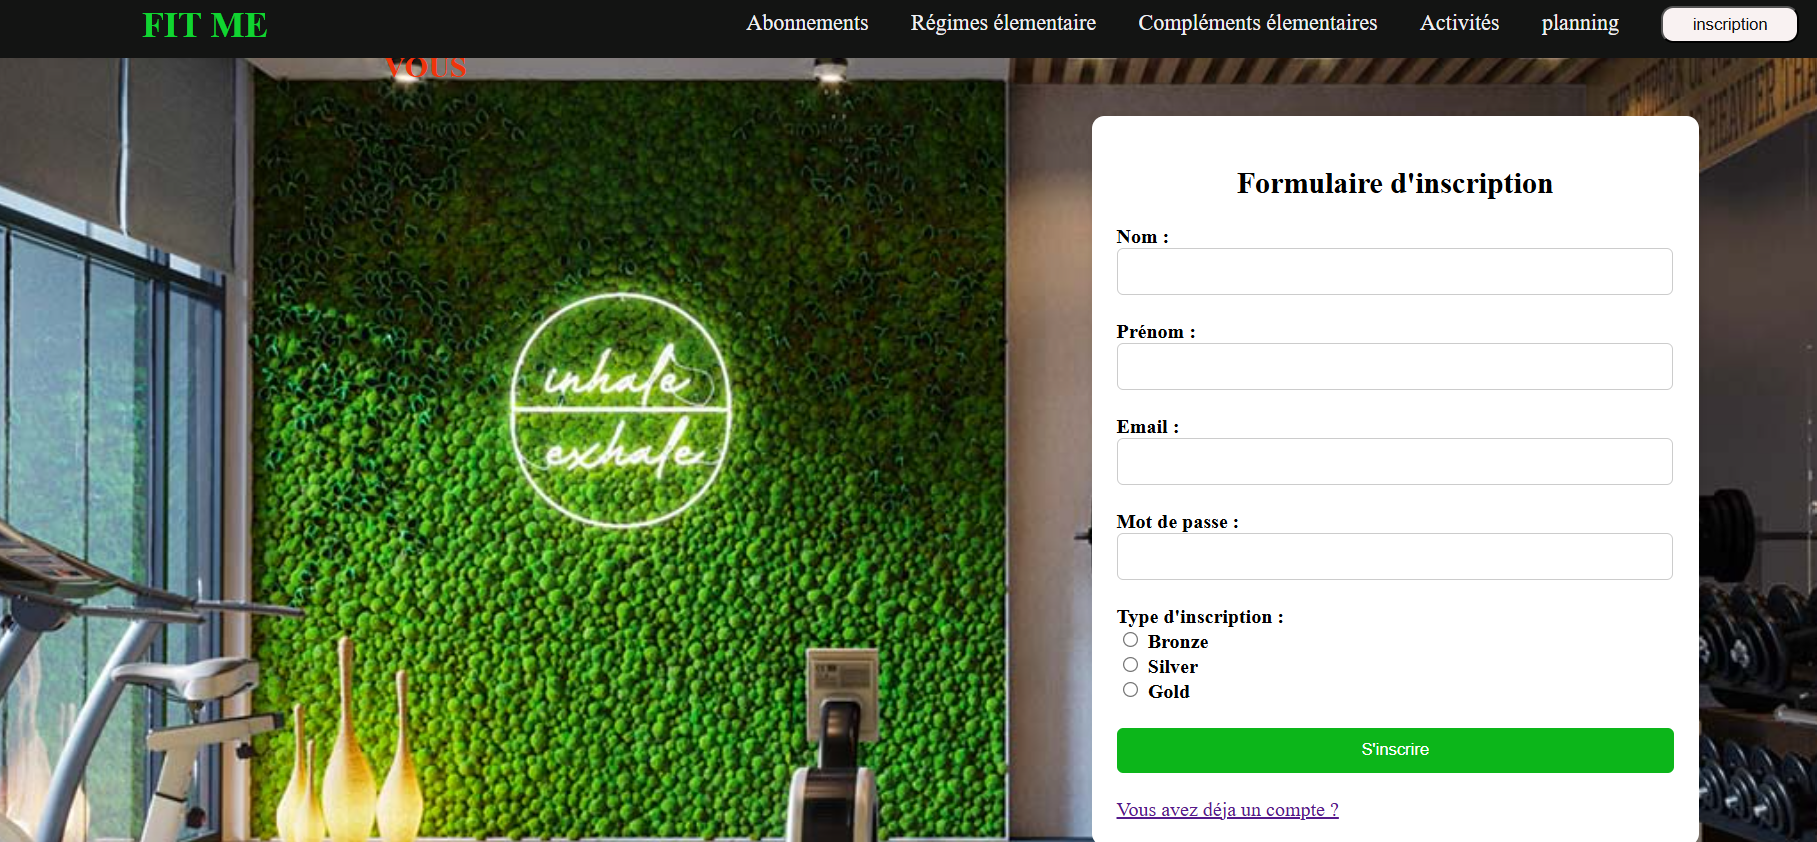 FIT ME
Abonnements
Régimes élementaire
Compléments élementaires
Activités
planning
inscription
VOUS
inhale
exhale
Formulaire d'inscription
Nom :
Prénom :
Email :
Mot de passe :
Type d'inscription :
Bronze
Silver
Gold
S'inscrire
Vous avez déja un compte ?